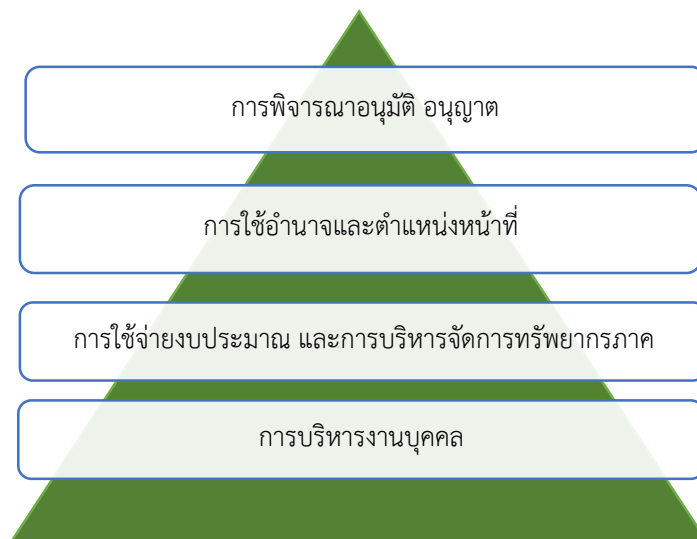 การพิจารณาอนุมัติ อนุญาต
การใช้อำนาจและตำแหน่งหน้าที่
การใช้จ่ายงบประมาณ และการบริหารจัดการทรัพยากรภาค
การบริหารงานบุคคล